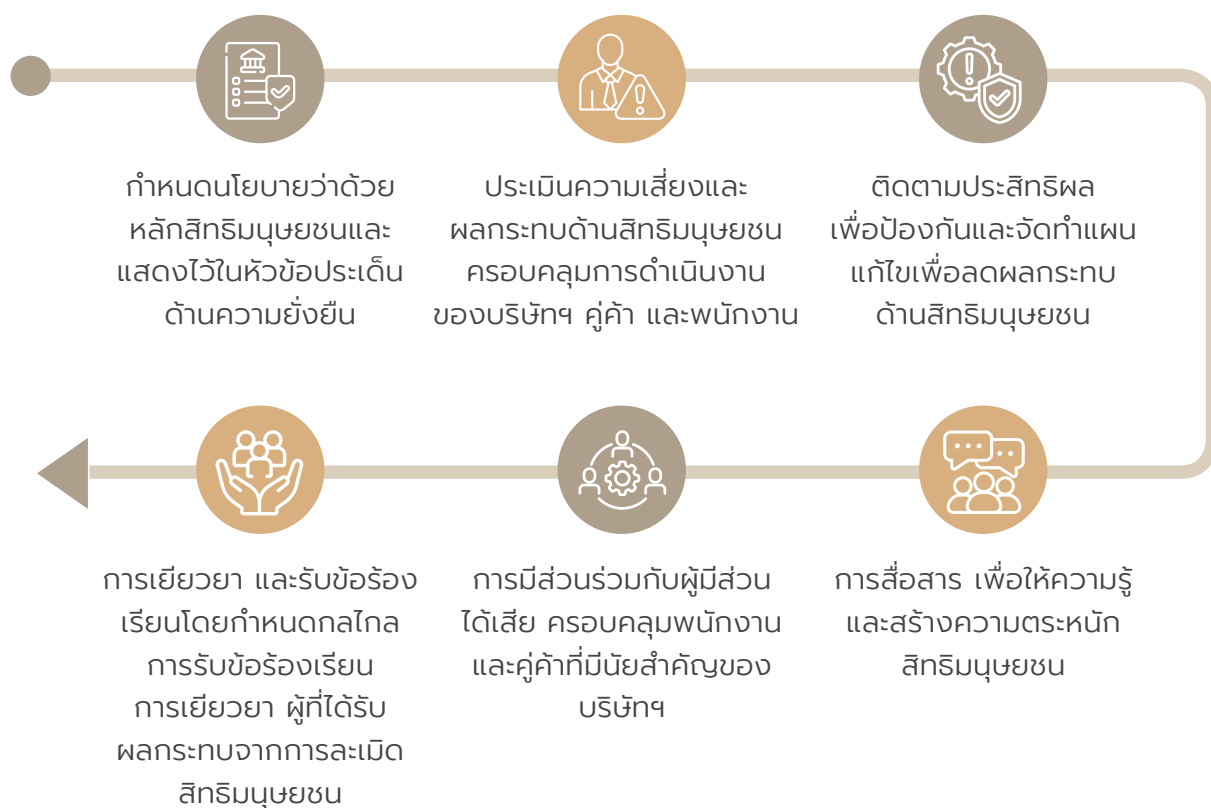 กำหนดนโยบายว่าด้วย
หลักสิทธิมนุษยชนและ
แสดงไว้ในหัวข้อประเด็น
ด้านความยั่งยืน
ประเมินความเสี่ยงและ
ผลกระทบด้านสิทธิมนุษยชน
ครอบคลุมการดำเนินงาน
ของบริษัทฯ คู่ค้า และพนักงาน
ติดตามประสิทธิผล
เพื่อป้องกันและจัดทำแผน
แก้ไขเพื่อลดผลกระทบ
ด้านสิทธิมนุษยชน
การสื่อสาร เพื่อให้ความรู้
และสร้างความตระหนัก
สิทธิมนุษยชน
การมีส่วนร่วมกับผู้มีส่วน
ได้เสีย ครอบคลุมพนักงาน
และคู่ค้าที่มีนัยสำคัญของ
บริษัทฯ
การเยียวยา และรับข้อร้อง
เรียนโดยกำหนดกลไกล
การรับข้อร้องเรียน
การเยียวยา ผู้ที่ได้รับ
ผลกระทบจากการละเมิด
สิทธิมนุษยชน